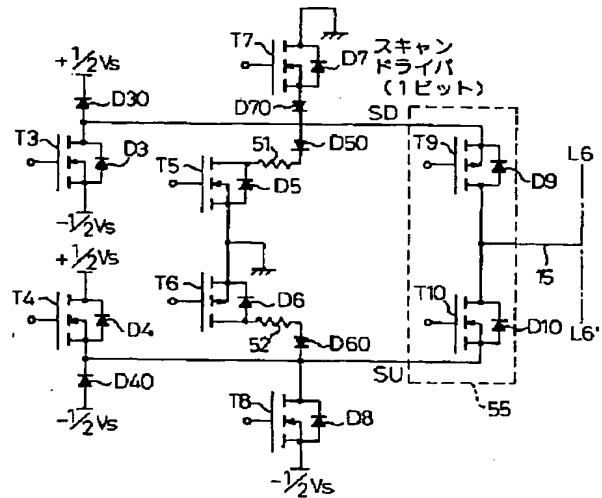 T7
D7
スキャン
ドライバ
(1ビット)
+1/2Vs
D30
D70
SD
T3
D3
51
D50
T9
L6
T5
D5
D9
-1/2Vs
+1/2Vs
15
T4
T6
D6
T10
D4
52
D60
D10
L6'
D40
SU
T8
D8
55
-1/2Vs
-1/2Vs